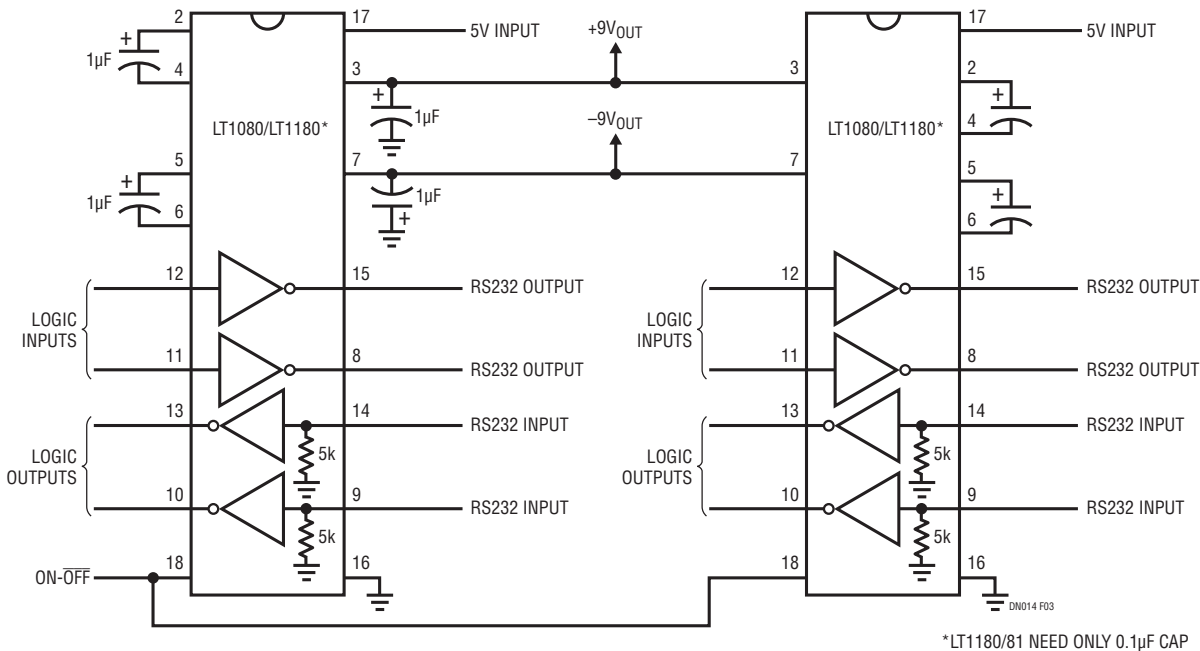 2
17
5V INPUT
+9VOUT
17
5V INPUT
+
1µF
4
3
3
2
+
4
+
1µF
LT1080/LT1180*
–9VOUT
LT1080/LT1180*
5
7
7
5
+
1µF
6
1µF
+
+
6
12
15
RS232 OUTPUT
12
15
RS232 OUTPUT
LOGIC
INPUTS
LOGIC
INPUTS
11
8
RS232 OUTPUT
11
8
RS232 OUTPUT
13
14
RS232 INPUT
13
14
RS232 INPUT
5k
5k
LOGIC
OUTPUTS
LOGIC
OUTPUTS
10
9
RS232 INPUT
10
9
RS232 INPUT
5k
5k
ON-O̅F̅F̅
18
16
18
16
DN014 F03
*LT1180/81 NEED ONLY 0.1µF CAP